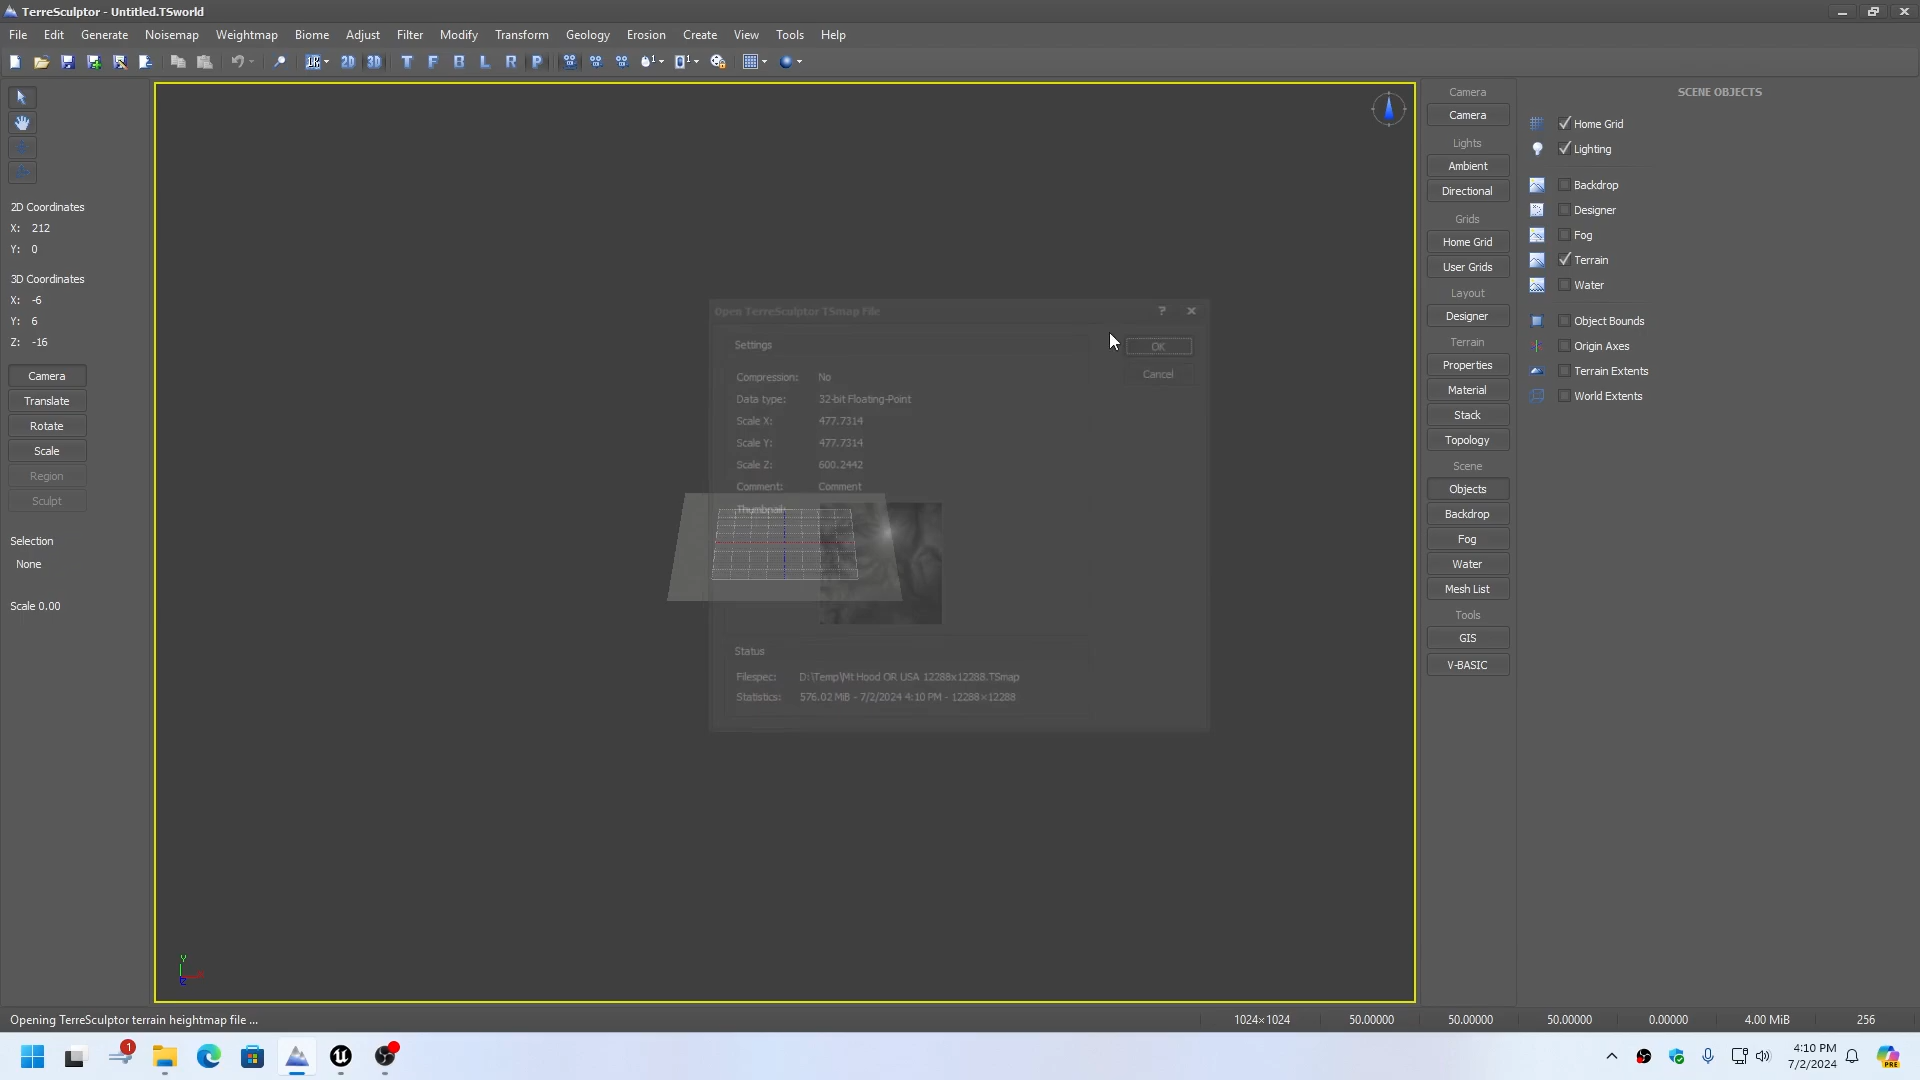 TerreSculptor - Untitled.TSworld
File Edit Generate Noisemap Weightmap Biome Adjust Filter Modify Transform Geology Erosion Create View Tools Help
2D 3D T F B L R P
2D Coordinates
X: 212
Y: 0
3D Coordinates
X: -6
Y: 6
Z: -16
Camera
Translate
Rotate
Scale
Region
Sculpt
Selection
None
Scale 0.00
Open TerreSculptor TSmap File ?
Settings
OK
Cancel
Compression: No
Data type: 32-bit Floating-Point
Scale X: 477.7314
Scale Y: 477.7314
Scale Z: 600.2442
Comment: Comment
Thumbnail:
Status
Filespec: D:\Temp\Mt Hood OR USA 12288x12288.TSmap
Statistics: 576.02 MiB - 7/2/2024 4:10 PM - 12288×12288
Y
Z
Camera
Camera
Lights
Ambient
Directional
Grids
Home Grid
User Grids
Layout
Designer
Terrain
Properties
Material
Stack
Topology
Scene
Objects
Backdrop
Fog
Water
Mesh List
Tools
GIS
V-BASIC
SCENE OBJECTS
Home Grid
Lighting
Backdrop
Designer
Fog
Terrain
Water
Object Bounds
Origin Axes
Terrain Extents
World Extents
Opening TerreSculptor terrain heightmap file ...
1024×1024 50.00000 50.00000 50.00000 0.00000 4.00 MiB 256
1
4:10 PM
7/2/2024
PRE